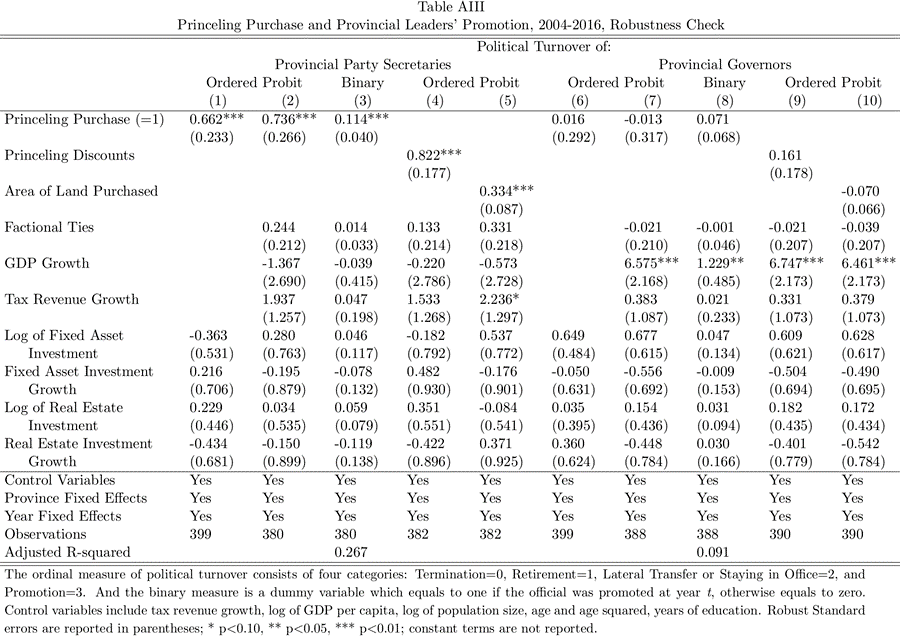 Table AIII
Princeling Purchase and Provincial Leaders' Promotion, 2004-2016, Robustness Check
Political Turnover of:
Provincial Party Secretaries Provincial Governors
Ordered Probit Binary Ordered Probit Ordered Probit Binary Ordered Probit
(1) (2) (3) (4) (5) (6) (7) (8) (9) (10)
Princeling Purchase (=1) 0.662*** 0.736*** 0.114*** 0.016 -0.013 0.071
(0.233) (0.266) (0.040) (0.292) (0.317) (0.068)
Princeling Discounts 0.822*** 0.161
(0.177) (0.178)
Area of Land Purchased 0.334*** -0.070
(0.087) (0.066)
Factional Ties 0.244 0.014 0.133 0.331 -0.021 -0.001 -0.021 -0.039
(0.212) (0.033) (0.214) (0.218) (0.210) (0.046) (0.207) (0.207)
GDP Growth -1.367 -0.039 -0.220 -0.573 6.575*** 1.229** 6.747*** 6.461***
(2.690) (0.415) (2.786) (2.728) (2.168) (0.485) (2.173) (2.173)
Tax Revenue Growth 1.937 0.047 1.533 2.236* 0.383 0.021 0.331 0.379
(1.257) (0.198) (1.268) (1.297) (1.087) (0.233) (1.073) (1.073)
Log of Fixed Asset -0.363 0.280 0.046 -0.182 0.537 0.649 0.677 0.047 0.609 0.628
Investment (0.531) (0.763) (0.117) (0.792) (0.772) (0.484) (0.615) (0.134) (0.621) (0.617)
Fixed Asset Investment 0.216 -0.195 -0.078 0.482 -0.176 -0.050 -0.556 -0.009 -0.504 -0.490
Growth (0.706) (0.879) (0.132) (0.930) (0.901) (0.631) (0.692) (0.153) (0.694) (0.695)
Log of Real Estate 0.229 0.034 0.059 0.351 -0.084 0.035 0.154 0.031 0.182 0.172
Investment (0.446) (0.535) (0.079) (0.551) (0.541) (0.395) (0.436) (0.094) (0.435) (0.434)
Real Estate Investment -0.434 -0.150 -0.119 -0.422 0.371 0.360 -0.448 0.030 -0.401 -0.542
Growth (0.681) (0.899) (0.138) (0.896) (0.925) (0.624) (0.784) (0.166) (0.779) (0.784)
Control Variables Yes Yes Yes Yes Yes Yes Yes Yes Yes Yes
Province Fixed Effects Yes Yes Yes Yes Yes Yes Yes Yes Yes Yes
Year Fixed Effects Yes Yes Yes Yes Yes Yes Yes Yes Yes Yes
Observations 399 380 380 382 382 399 388 388 390 390
Adjusted R-squared 0.267 0.091
The ordinal measure of political turnover consists of four categories: Termination=0, Retirement=1, Lateral Transfer or Staying in Office=2, and
Promotion=3. And the binary measure is a dummy variable which equals to one if the official was promoted at year t, otherwise equals to zero.
Control variables include tax revenue growth, log of GDP per capita, log of population size, age and age squared, years of education. Robust Standard
errors are reported in parentheses; * p<0.10, ** p<0.05, *** p<0.01; constant terms are not reported.